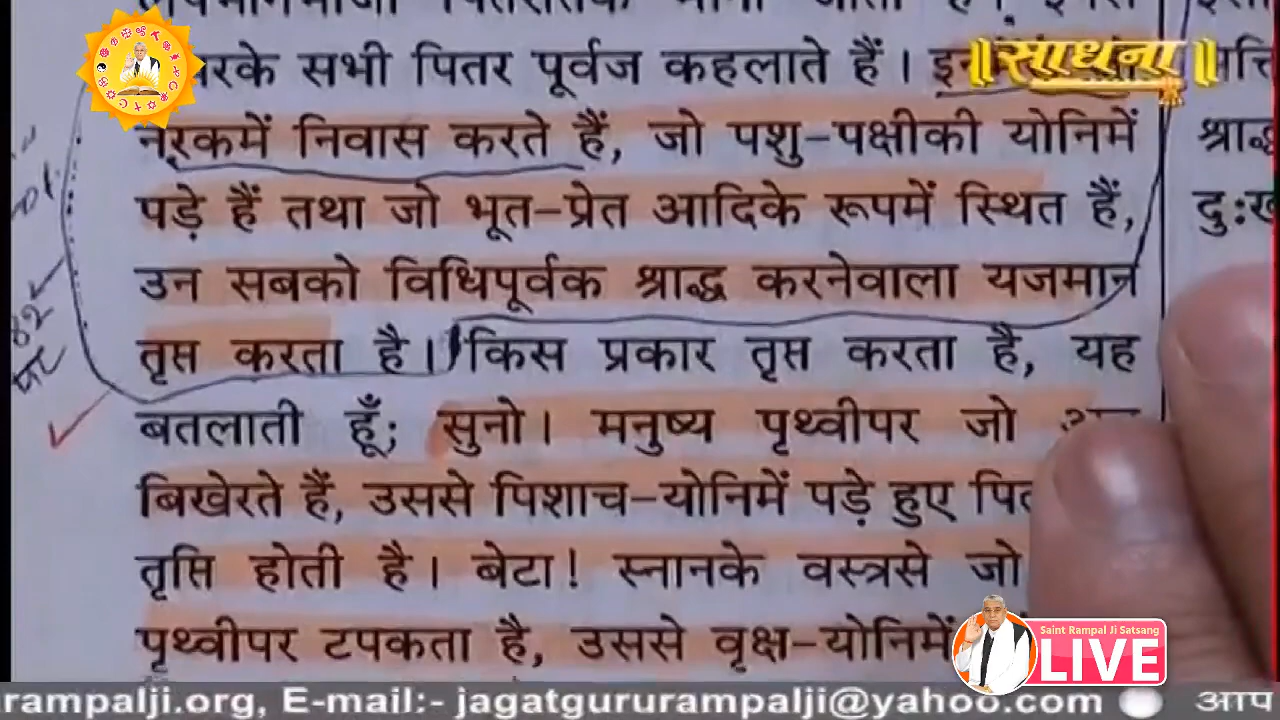 सरके सभी पितर पूर्वज कहलाते हैं।
॥साधना॥
नरकमें निवास करते हैं, जो पशु-पक्षीकी योनिमें
श्राद्ध
पड़े हैं तथा जो भूत-प्रेत आदिके रूपमें स्थित हैं,
उन सबको विधिपूर्वक श्राद्ध करनेवाला यजमान
तृप्त करता है। किस प्रकार तृप्त करता है, यह
बतलाती हूँ; सुनो। मनुष्य पृथ्वीपर जो
बिखेरते हैं, उससे पिशाच-योनिमें पड़े हुए
तृप्ति होती है। बेटा! स्नानके वस्त्रसे जो
पृथ्वीपर टपकता है, उससे वृक्ष-योनिमें
Saint Rampal Ji Satsang
LIVE
rampalji.org, E-mail:- jagatgururampalji@yahoo.com आप